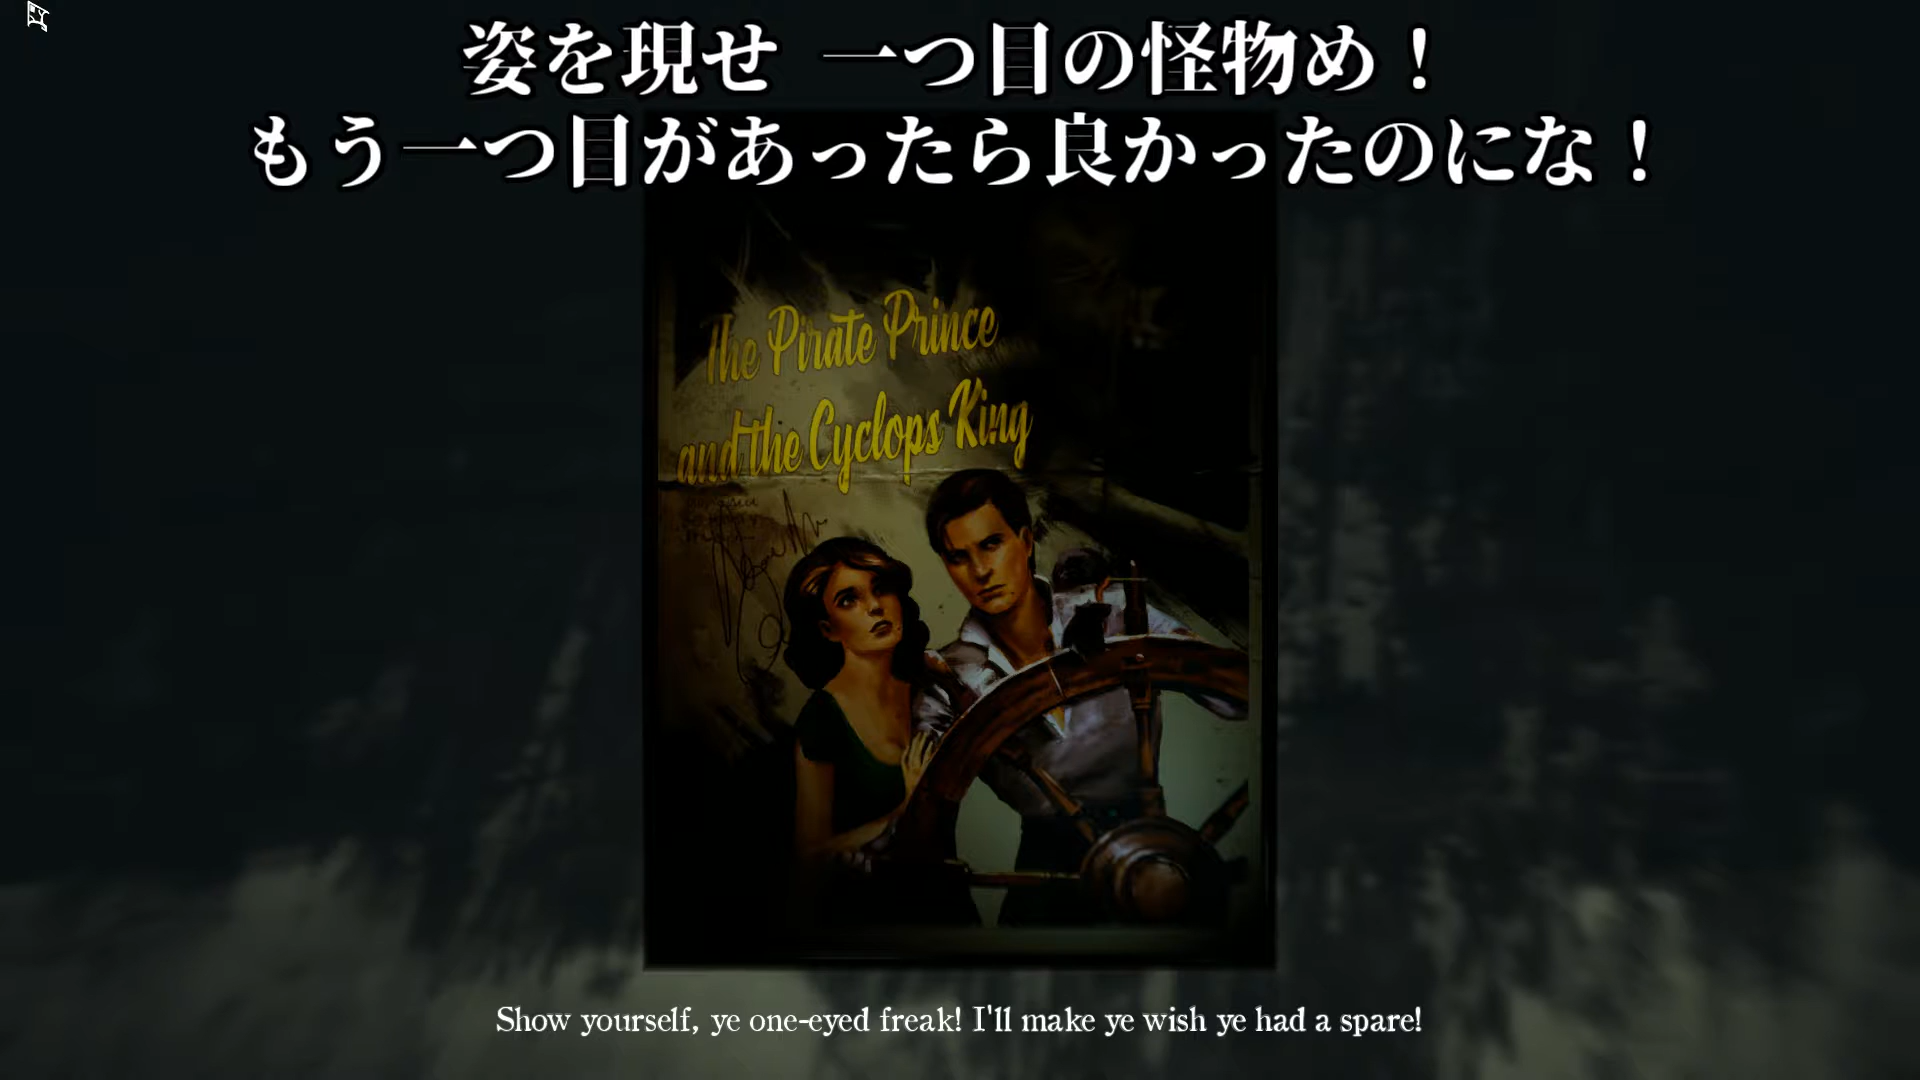 姿を現せ 一つ目の怪物め！
もう一つ目があったら良かったのにな！
The Pirate Prince
and the Cyclops King
Show yourself, ye one-eyed freak! I'll make ye wish ye had a spare!